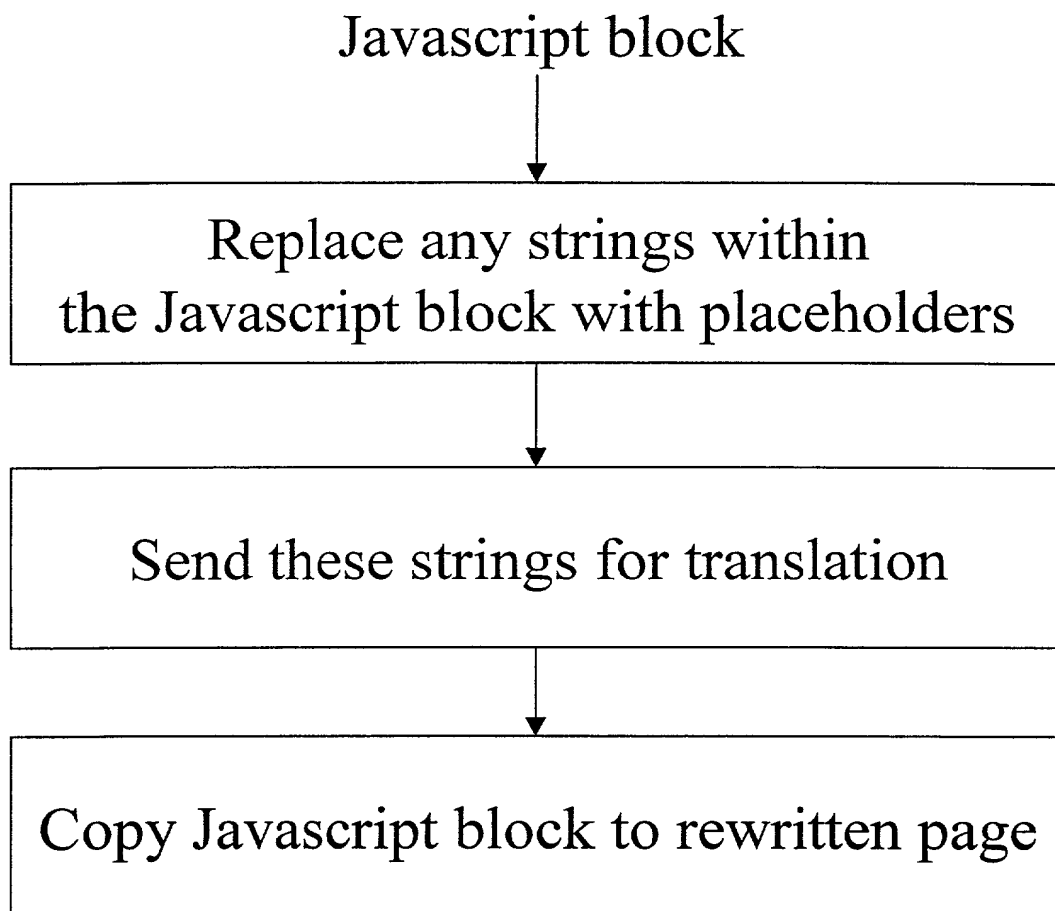 Javascript block
Replace any strings within
the Javascript block with placeholders
Send these strings for translation
Copy Javascript block to rewritten page